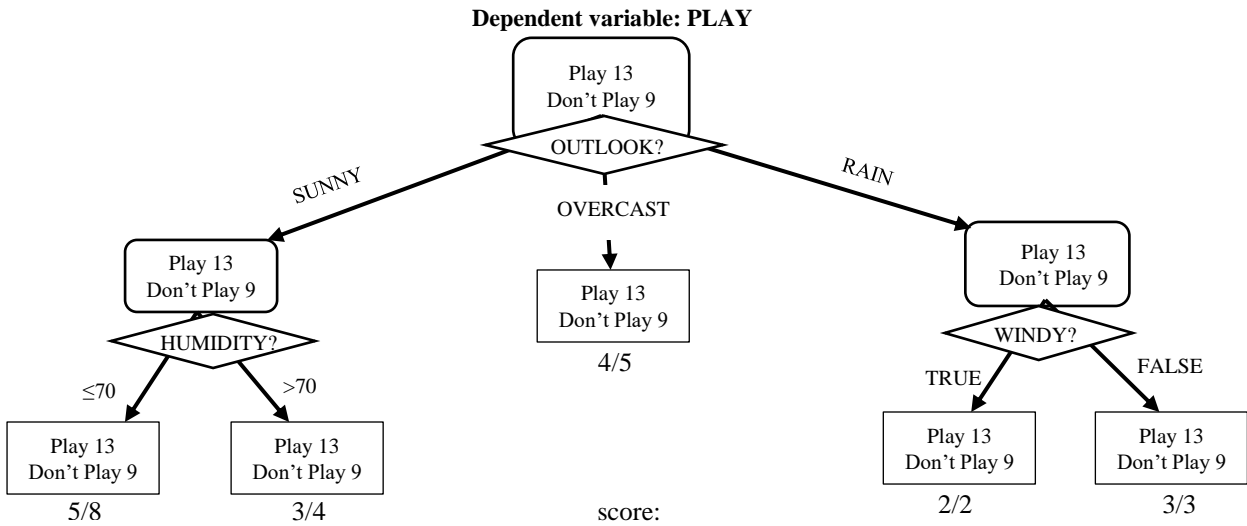 Dependent variable: PLAY
Play 13
Don’t Play 9
OUTLOOK?
SUNNY
RAIN
OVERCAST
Play 13
Don’t Play 9
Play 13
Don’t Play 9
Play 13
Don’t Play 9
HUMIDITY?
WINDY?
4/5
≤70
>70
TRUE
FALSE
Play 13
Don’t Play 9
Play 13
Don’t Play 9
Play 13
Don’t Play 9
Play 13
Don’t Play 9
5/8
3/4
score:
2/2
3/3